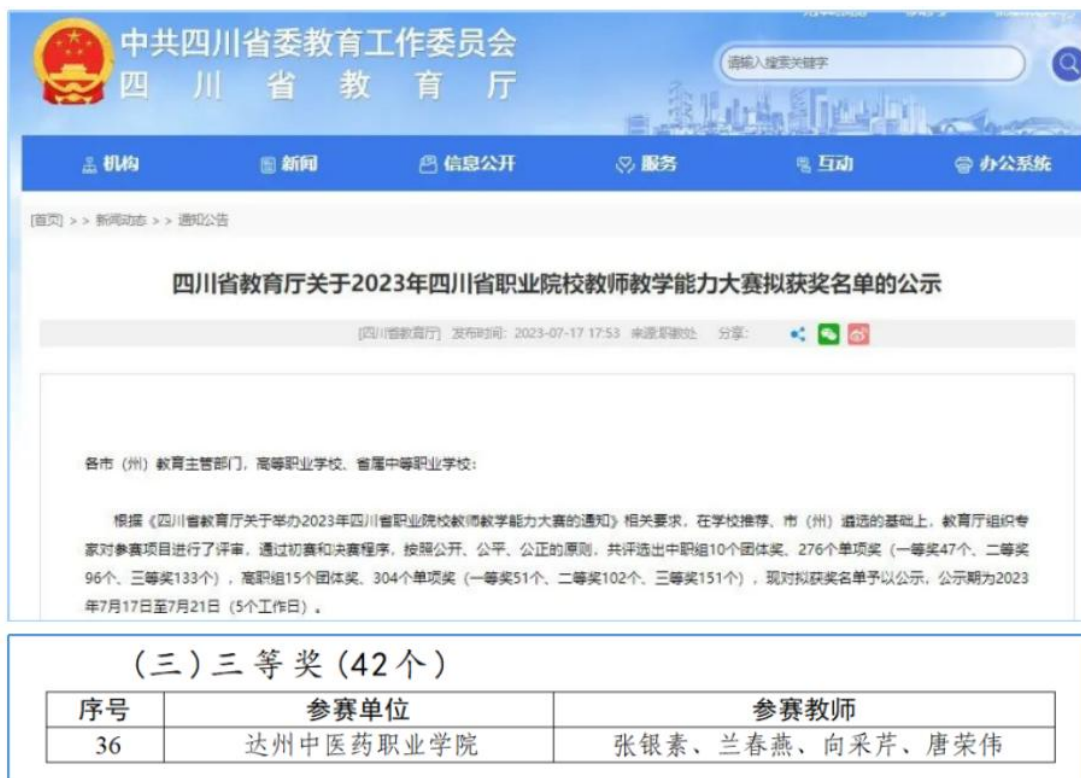 中共四川省委教育工作委员会
四川省教育厅
请输入搜索关键字
机构 新闻 信息公开 服务 互动 办公系统
[首页] >> 新闻动态 >> 通知公告
四川省教育厅关于2023年四川省职业院校教师教学能力大赛拟获奖名单的公示
[四川省教育厅] 发布时间：2023-07-17 17:53 来源:职教处 分享：
各市（州）教育主管部门，高等职业学校、省属中等职业学校：
根据《四川省教育厅关于举办2023年四川省职业院校教师教学能力大赛的通知》相关要求，在学校推荐、市（州）遴选的基础上，教育厅组织专
家对参赛项目进行了评审，通过初赛和决赛程序，按照公开、公平、公正的原则，共评选出中职组10个团体奖、276个单项奖（一等奖47个、二等奖
96个、三等奖133个），高职组15个团体奖、304个单项奖（一等奖51个、二等奖102个、三等奖151个），现对拟获奖名单予以公示，公示期为2023
年7月17日至7月21日（5个工作日）。
(三)三等奖(42个)
序号 参赛单位 参赛教师
36 达州中医药职业学院 张银素、兰春燕、向采芹、唐荣伟